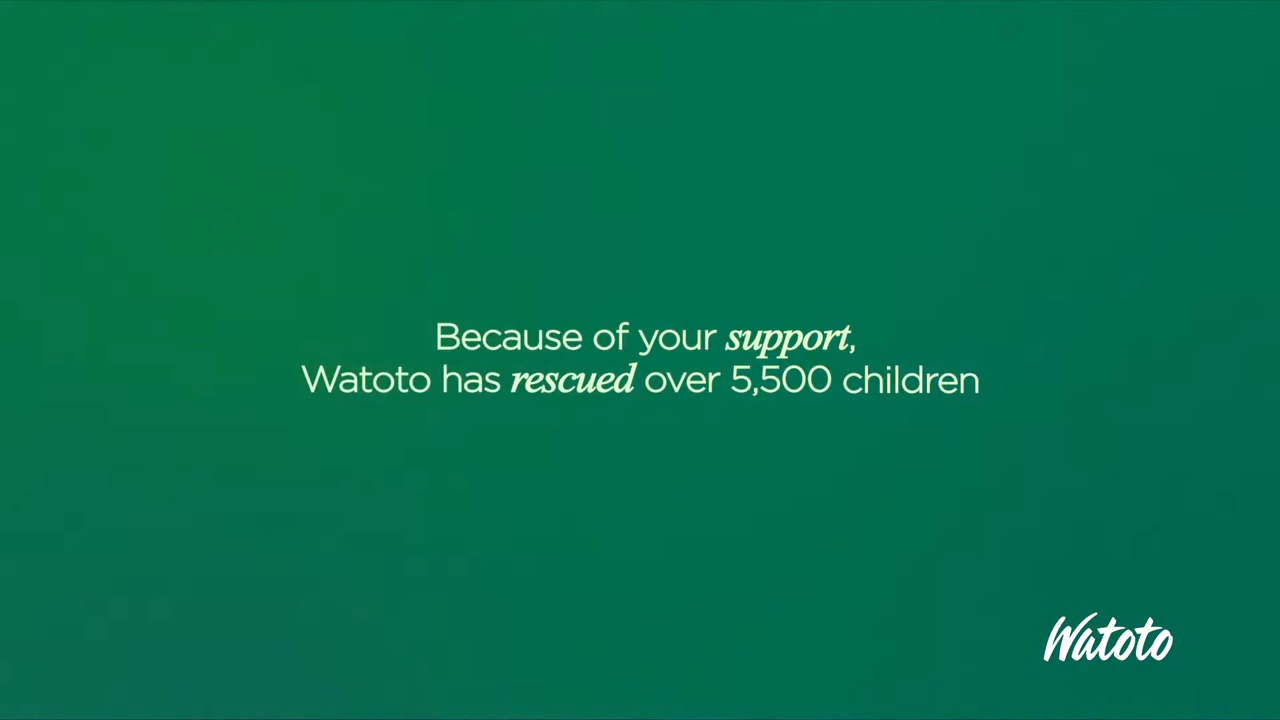 Because of your support,
Watoto has rescued over 5,500 children
Watoto